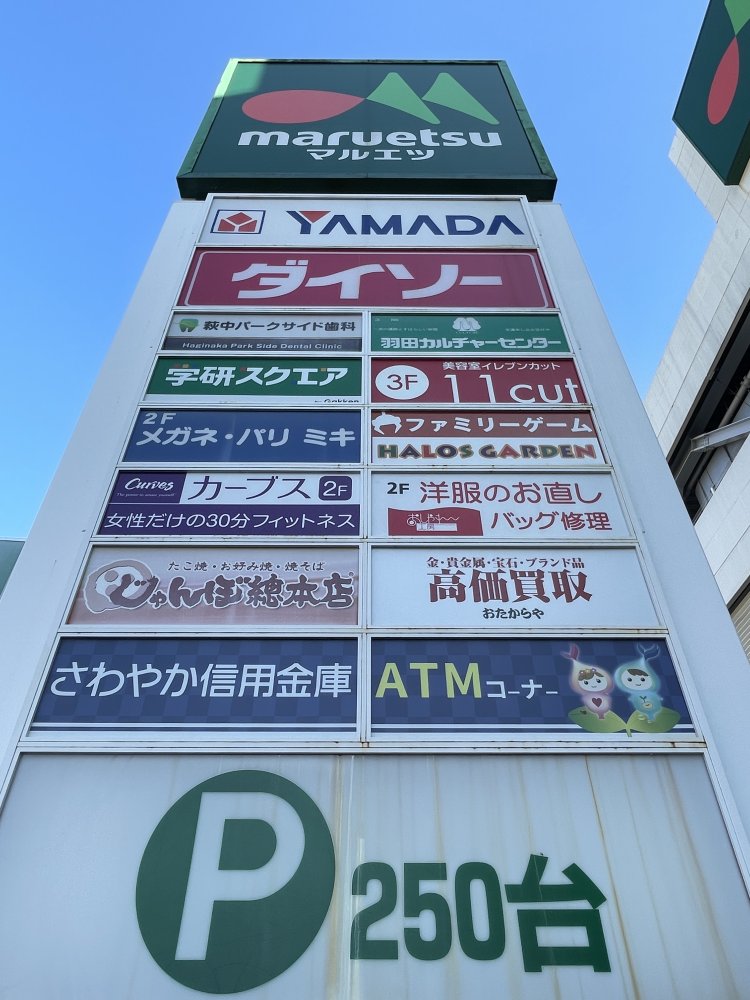 maruetsu
マルエツ
YAMADA
ダイソー
萩中パークサイド歯科
Haginaka Park Side Dental Clinic
羽田カルチャーセンター
学研スクエア
Gakken
美容室イレブンカット
3F 11cut
2F
メガネ・パリ ミキ
ファミリーゲーム
HALOS GARDEN
Curves
カーブス 2F
女性だけの30分フィットネス
2F 洋服のお直し
工房
バッグ修理
たこ焼・お好み焼・焼そば
じゃんぼ總本店
金・貴金属・宝石・ブランド品
高価買取
おたからや
さわやか信用金庫
ATMコーナー
P 250台